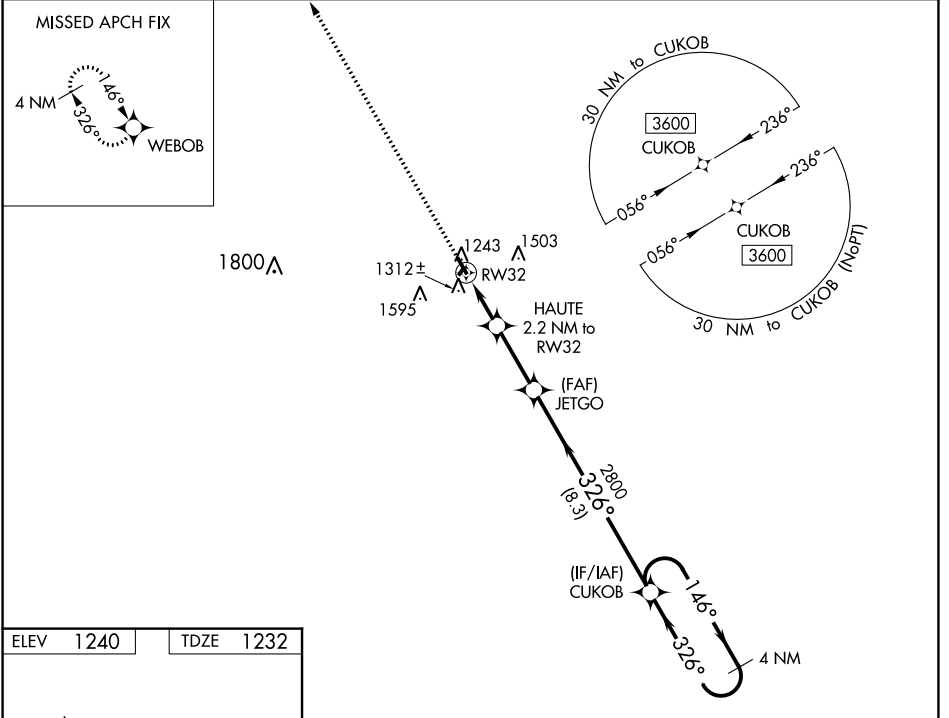 MISSED APCH FIX
4 NM
146°
326°
WEBOB
30 NM to CUKOB
3600
CUKOB
236°
056°
236°
056°
CUKOB
3600
30 NM to CUKOB (NoPT)
1800
1243
1503
1312±
RW32
1595
HAUTE
2.2 NM to
RW32
(FAF)
JETGO
2800
326°
(8.3)
(IF/IAF)
CUKOB
146°
326°
4 NM
ELEV 1240
TDZE 1232